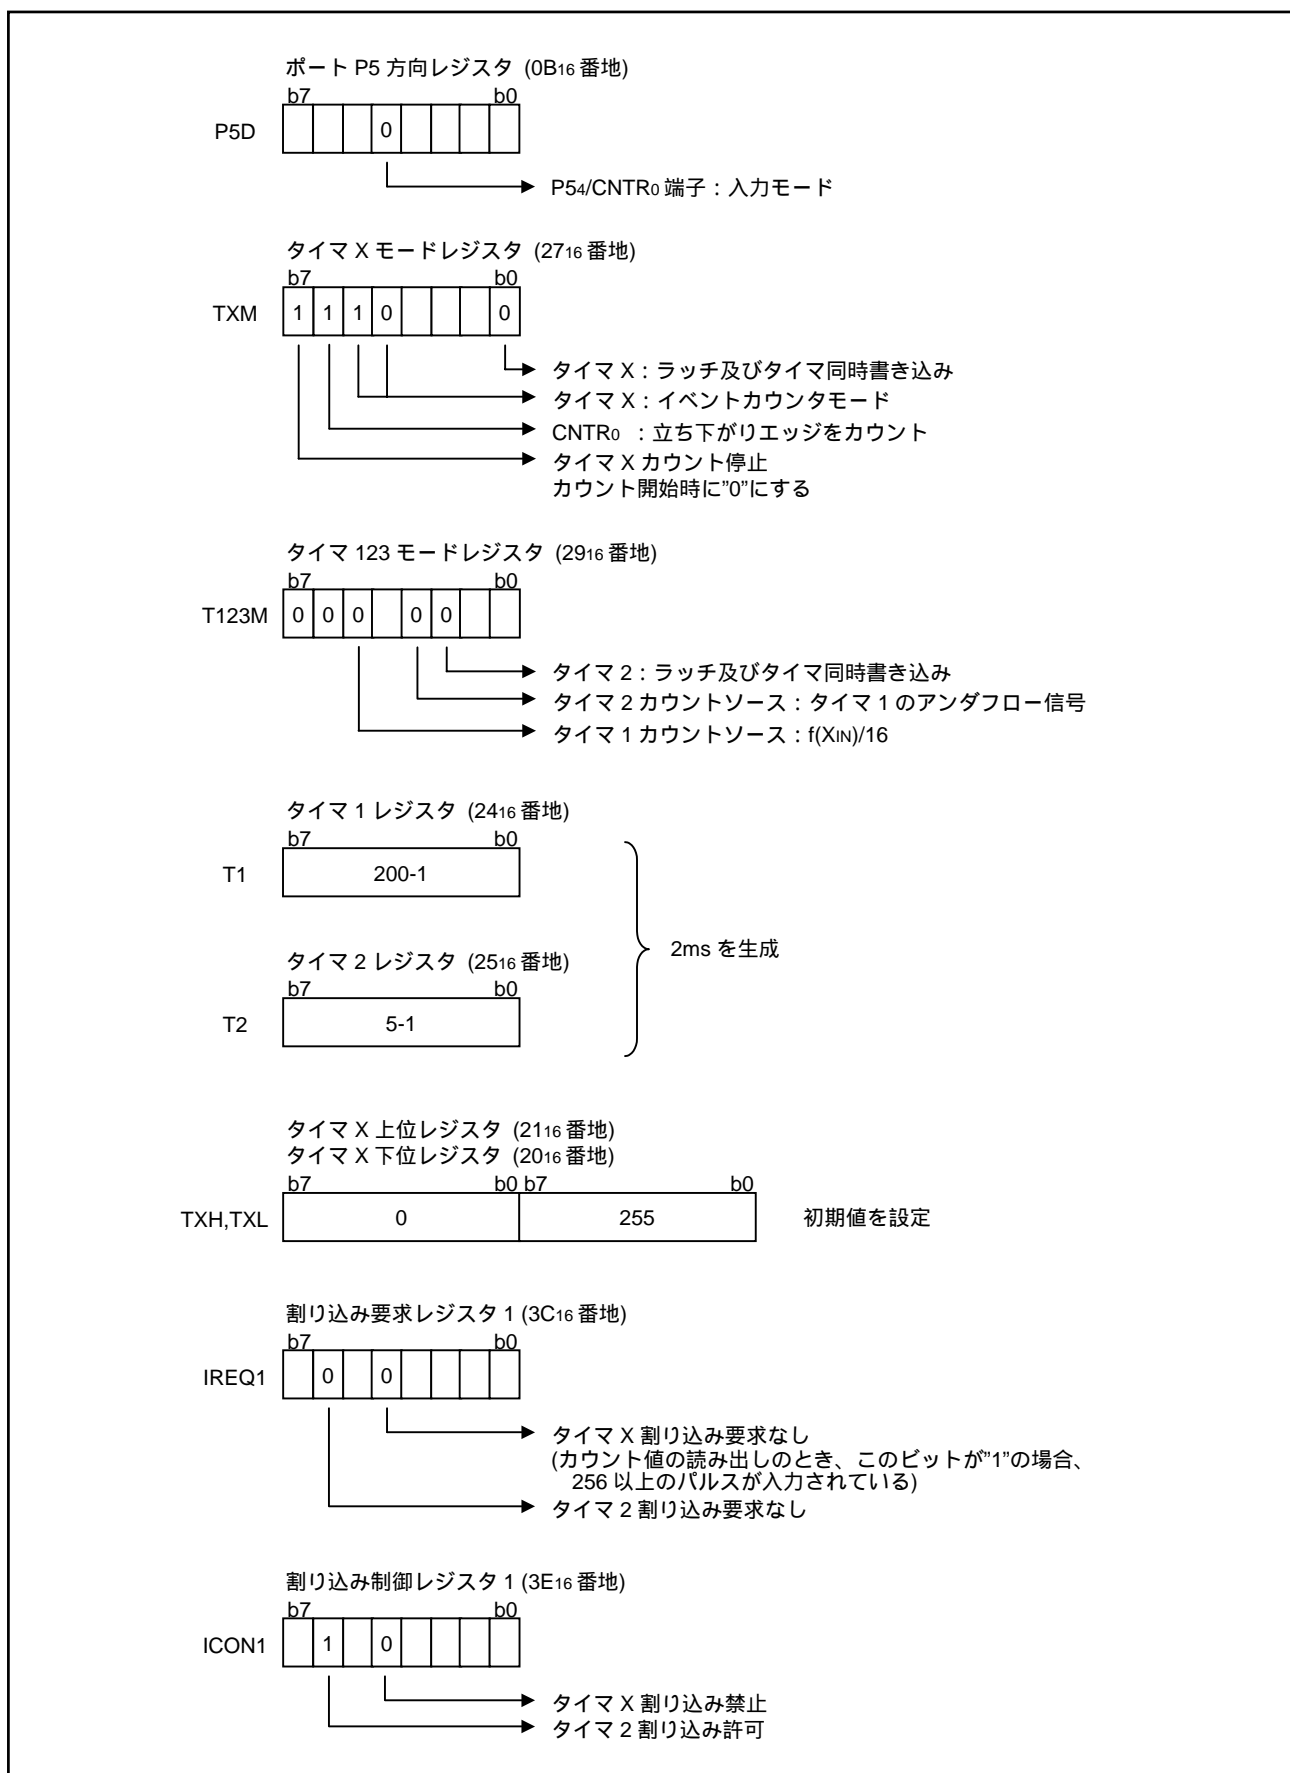 ポート P5 方向レジスタ (0B16 番地)
b7 b0
P5D 0
P54/CNTR0 端子：入力モード
タイマ X モードレジスタ (2716 番地)
b7 b0
TXM 1 1 1 0 0
タイマ X：ラッチ及びタイマ同時書き込み
タイマ X：イベントカウンタモード
CNTR0 ：立ち下がりエッジをカウント
タイマ X カウント停止
カウント開始時に”0”にする
タイマ 123 モードレジスタ (2916 番地)
b7 b0
T123M 0 0 0 0 0
タイマ 2：ラッチ及びタイマ同時書き込み
タイマ 2 カウントソース：タイマ 1 のアンダフロー信号
タイマ 1 カウントソース：f(XIN)/16
タイマ 1 レジスタ (2416 番地)
b7 b0
T1 200-1
2ms を生成
タイマ 2 レジスタ (2516 番地)
b7 b0
T2 5-1
タイマ X 上位レジスタ (2116 番地)
タイマ X 下位レジスタ (2016 番地)
b7 b0 b7 b0
TXH,TXL 0 255 初期値を設定
割り込み要求レジスタ 1 (3C16 番地)
b7 b0
IREQ1 0 0
タイマ X 割り込み要求なし
(カウント値の読み出しのとき、このビットが”1”の場合、
256 以上のパルスが入力されている)
タイマ 2 割り込み要求なし
割り込み制御レジスタ 1 (3E16 番地)
b7 b0
ICON1 1 0
タイマ X 割り込み禁止
タイマ 2 割り込み許可